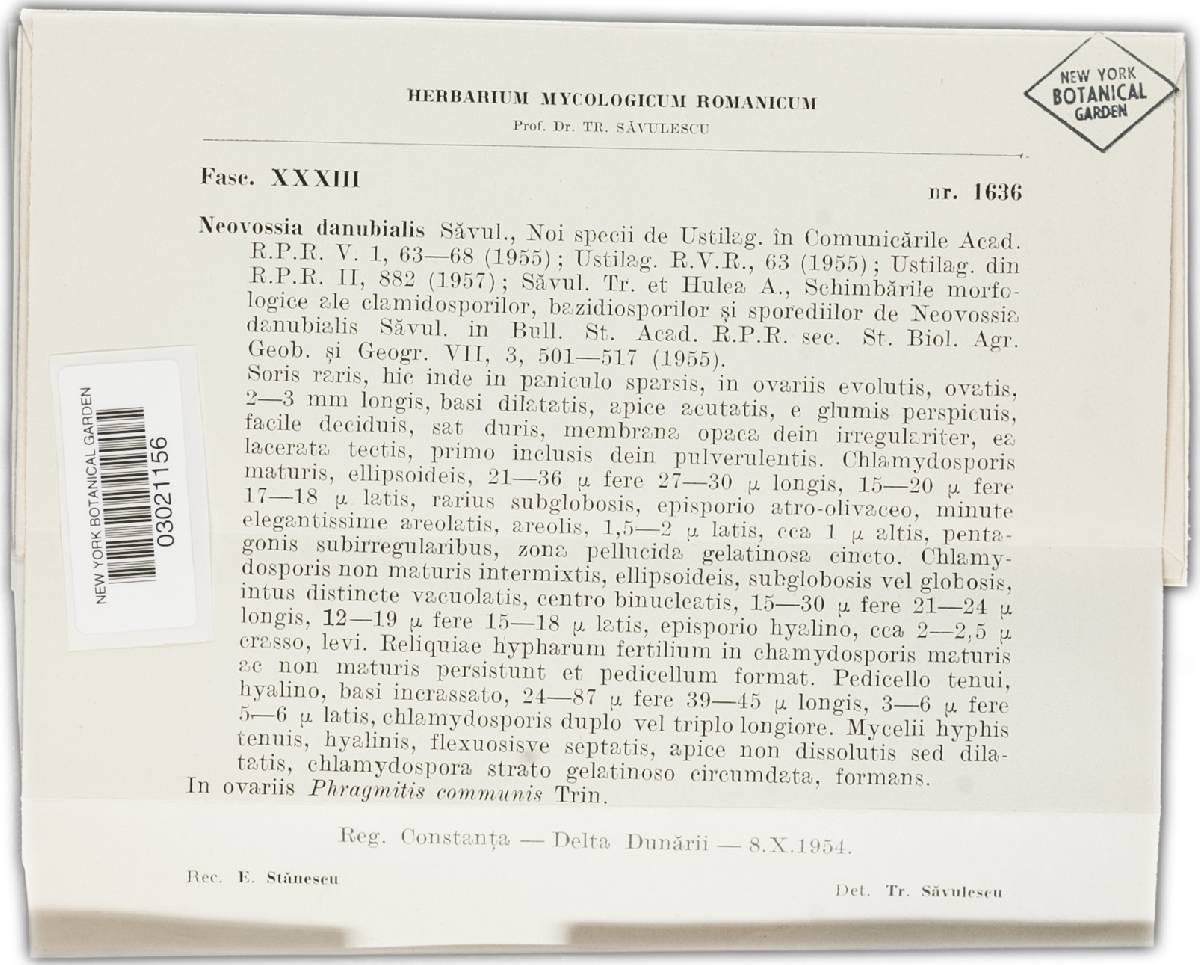 NEW YORK
BOTANICAL
GARDEN
HERBARIUM MYCOLOGICUM ROMANICUM
Prof. Dr. TR. SĂVULESCU
Fasc. XXXIII
nr. 1636
Neovossia danubialis Săvul., Noi specii de Ustilag. în Comunicările Acad.
R.P.R. V. 1, 63—68 (1955); Ustilag. R.V.R., 63 (1955); Ustilag. din
R.P.R. II, 882 (1957); Săvul. Tr. et Hulea A., Schimbările morfo-
logice ale clamidosporilor, bazidiosporilor și sporediilor de Neovossia
danubialis Săvul. in Bull. St. Acad. R.P.R. sec. St. Biol. Agr.
Geob. și Geogr. VII, 3, 501—517 (1955).
Soris raris, hic inde in paniculo sparsis, in ovariis evolutis, ovatis,
2—3 mm longis, basi dilatatis, apice acutatis, e glumis perspicuis,
facile deciduis, sat duris, membrana opaca dein irregulariter, ea
lacerata tectis, primo inclusis dein pulverulentis. Chlamydosporis
maturis, ellipsoideis, 21—36 µ fere 27—30 µ longis, 15—20 µ fere
17—18 µ latis, rarius subglobosis, episporio atro-olivaceo, minute
elegantissime areolatis, areolis, 1,5—2 µ latis, cca 1 µ altis, penta-
gonis subirregularibus, zona pellucida gelatinosa cincto. Chlamy-
dosporis non maturis intermixtis, ellipsoideis, subglobosis vel globosis,
intus distincte vacuolatis, centro binucleatis, 15—30 µ fere 21—24 µ
longis, 12—19 µ fere 15—18 µ latis, episporio hyalino, cca 2—2,5 µ
crasso, levi. Reliquiae hypharum fertilium in chamydosporis maturis
ac non maturis persistunt et pedicellum format. Pedicello tenui,
hyalino, basi incrassato, 24—87 µ fere 39—45 µ longis, 3—6 µ fere
5—6 µ latis, chlamydosporis duplo vel triplo longiore. Mycelii hyphis
tenuis, hyalinis, flexuosisve septatis, apice non dissolutis sed dila-
tatis, chlamydospora strato gelatinoso circumdata, formans.
In ovariis Phragmitis communis Trin.
Reg. Constanța — Delta Dunării — 8.X.1954.
Rec. E. Stănescu
Det. Tr. Săvulescu
NEW YORK BOTANICAL GARDEN
03021156